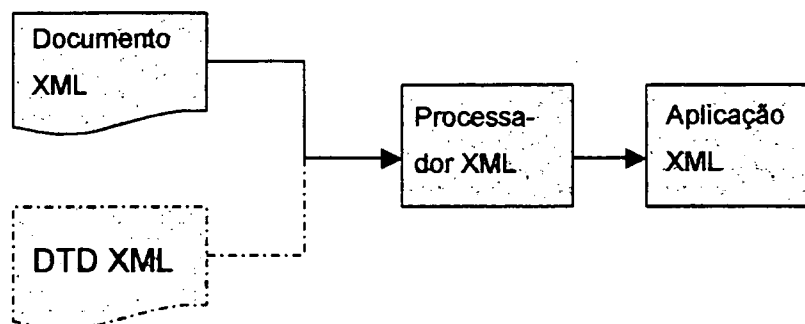 Documento
XML
Processa-
dor XML
Aplicação
XML
DTD XML